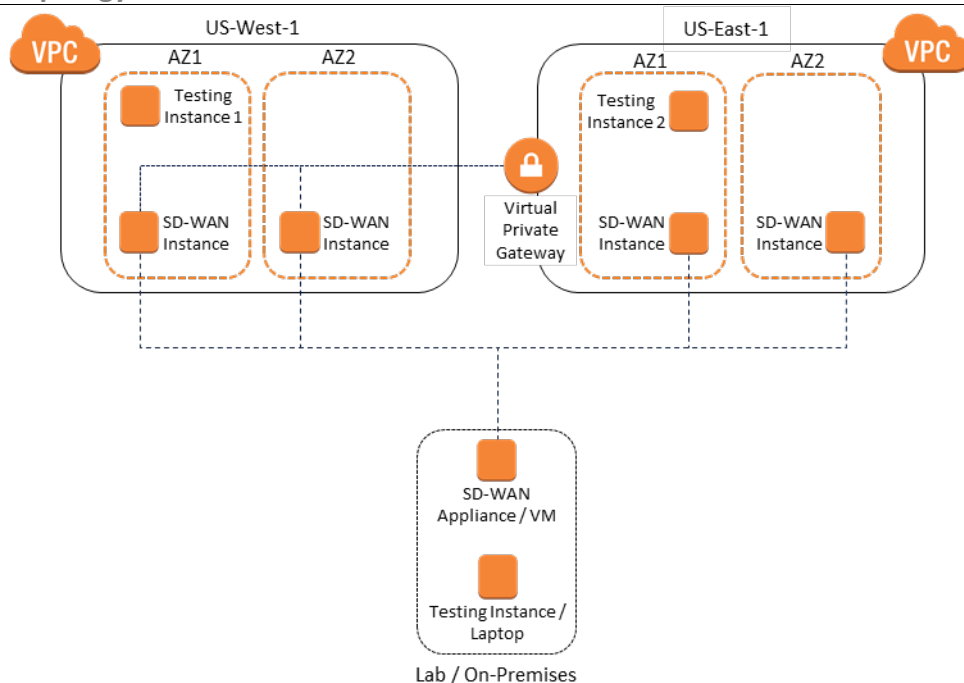 US-West-1
US-East-1
VPC
VPC
AZ1
AZ2
AZ1
AZ2
Testing
Instance 1
Testing
Instance 2
Virtual
Private
Gateway
SD-WAN
Instance
SD-WAN
Instance
SD-WAN
Instance
SD-WAN
Instance
SD-WAN
Appliance / VM
Testing Instance /
Laptop
Lab / On-Premises